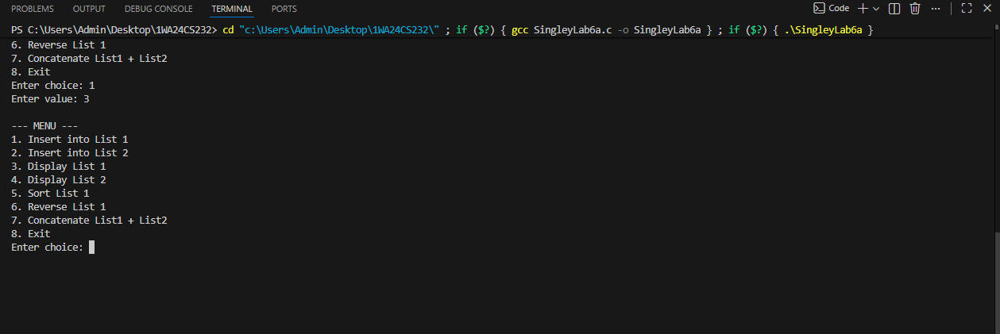 PROBLEMS OUTPUT DEBUG CONSOLE TERMINAL PORTS Code
PS C:\Users\Admin\Desktop\1WA24CS232> cd "c:\Users\Admin\Desktop\1WA24CS232\" ; if ($?) { gcc SingleyLab6a.c -o SingleyLab6a } ; if ($?) { .\SingleyLab6a }
6. Reverse List 1
7. Concatenate List1 + List2
8. Exit
Enter choice: 1
Enter value: 3
--- MENU ---
1. Insert into List 1
2. Insert into List 2
3. Display List 1
4. Display List 2
5. Sort List 1
6. Reverse List 1
7. Concatenate List1 + List2
8. Exit
Enter choice: